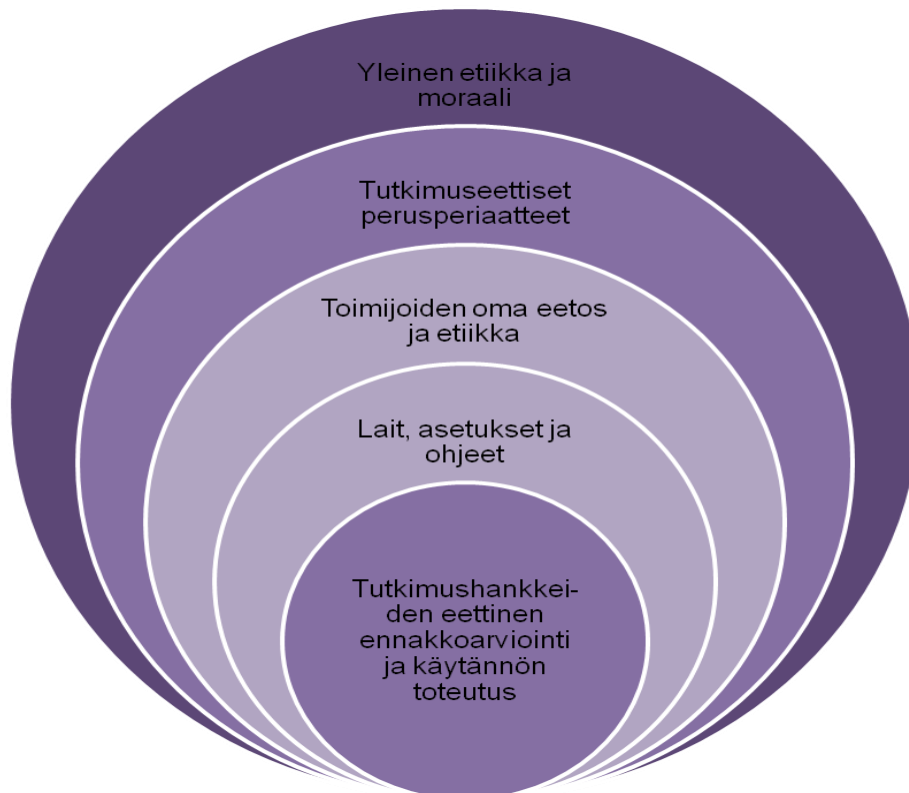 Yleinen etiikka ja
moraali
Tutkimuseettiset
perusperiaatteet
Toimijoiden oma eetos
ja etiikka
Lait, asetukset ja
ohjeet
Tutkimushankkei-
den eettinen
ennakkoarviointi
ja käytännön
toteutus